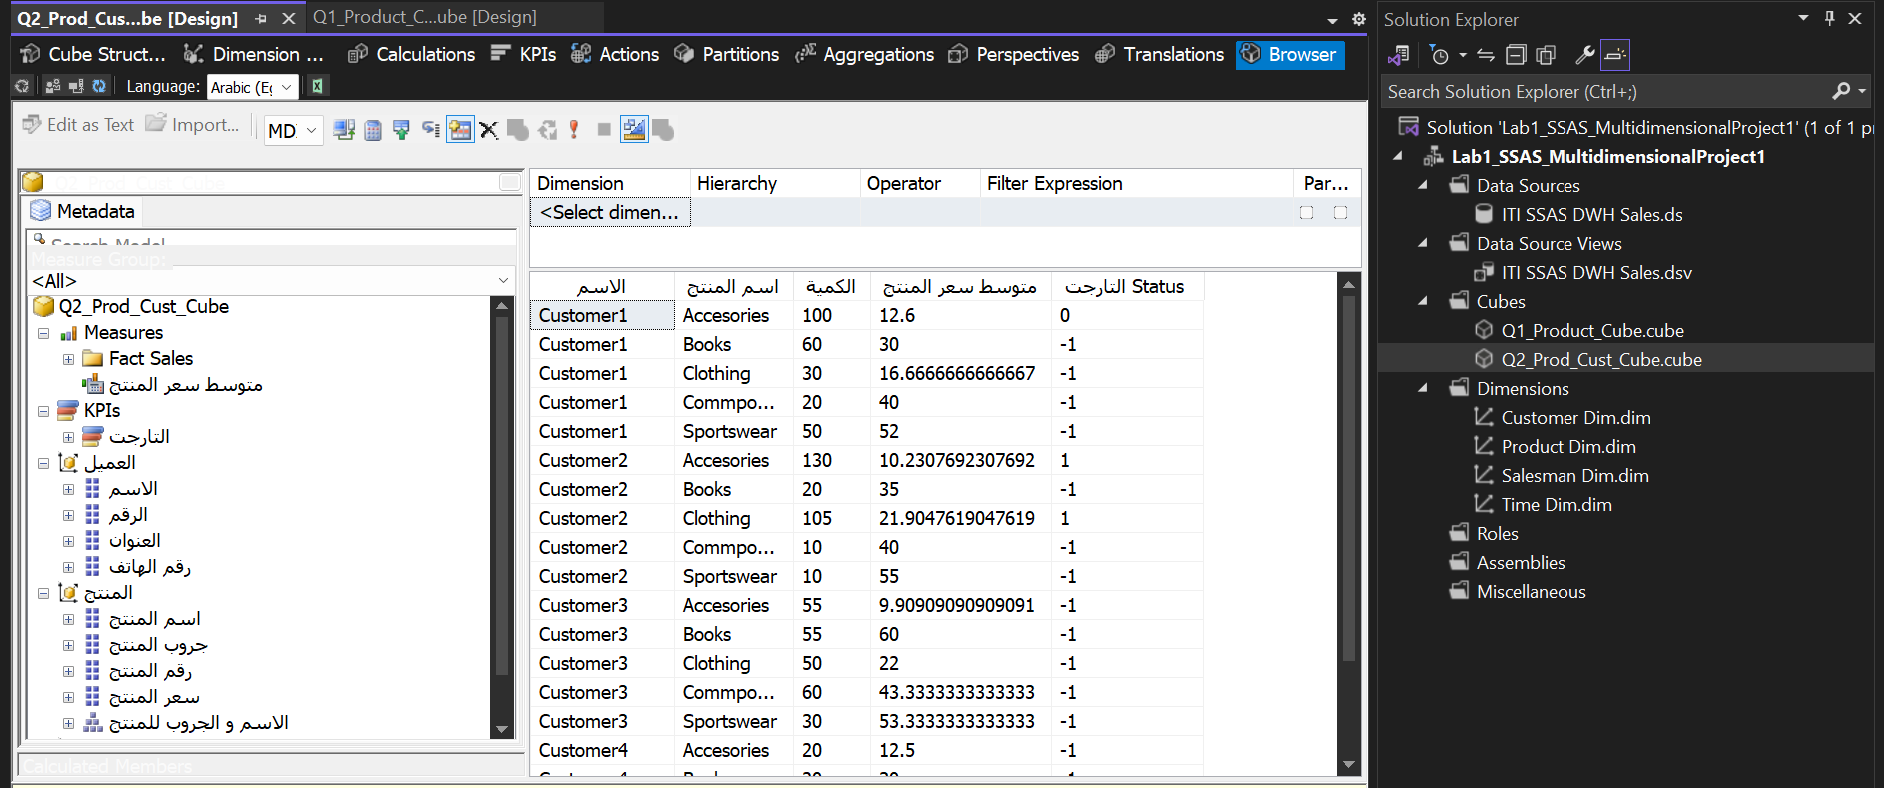 Q2_Prod_Cus...be [Design]
Q1_Product_C...ube [Design]
Cube Struct...
Dimension ...
Calculations
KPIs
Actions
Partitions
Aggregations
Perspectives
Translations
Browser
Language:
Arabic (Eg
Edit as Text
Import...
MD
Q2_Prod_Cust_Cube
Metadata
Search Model
Measure Group:
<All>
Q2_Prod_Cust_Cube
Measures
Fact Sales
متوسط سعر المنتج
KPIs
التارجت
العميل
الاسم
الرقم
العنوان
رقم الهاتف
المنتج
اسم المنتج
جروب المنتج
رقم المنتج
سعر المنتج
الاسم و الجروب للمنتج
Calculated Members
Dimension Hierarchy Operator Filter Expression Par...
<Select dimen...
الاسم اسم المنتج الكمية متوسط سعر المنتج التارجت Status
Customer1 Accesories 100 12.6 0
Customer1 Books 60 30 -1
Customer1 Clothing 30 16.6666666666667 -1
Customer1 Commpo... 20 40 -1
Customer1 Sportswear 50 52 -1
Customer2 Accesories 130 10.2307692307692 1
Customer2 Books 20 35 -1
Customer2 Clothing 105 21.9047619047619 1
Customer2 Commpo... 10 40 -1
Customer2 Sportswear 10 55 -1
Customer3 Accesories 55 9.90909090909091 -1
Customer3 Books 55 60 -1
Customer3 Clothing 50 22 -1
Customer3 Commpo... 60 43.3333333333333 -1
Customer3 Sportswear 30 53.3333333333333 -1
Customer4 Accesories 20 12.5 -1
Solution Explorer
Search Solution Explorer (Ctrl+;)
Solution 'Lab1_SSAS_MultidimensionalProject1' (1 of 1 pr
Lab1_SSAS_MultidimensionalProject1
Data Sources
ITI SSAS DWH Sales.ds
Data Source Views
ITI SSAS DWH Sales.dsv
Cubes
Q1_Product_Cube.cube
Q2_Prod_Cust_Cube.cube
Dimensions
Customer Dim.dim
Product Dim.dim
Salesman Dim.dim
Time Dim.dim
Roles
Assemblies
Miscellaneous